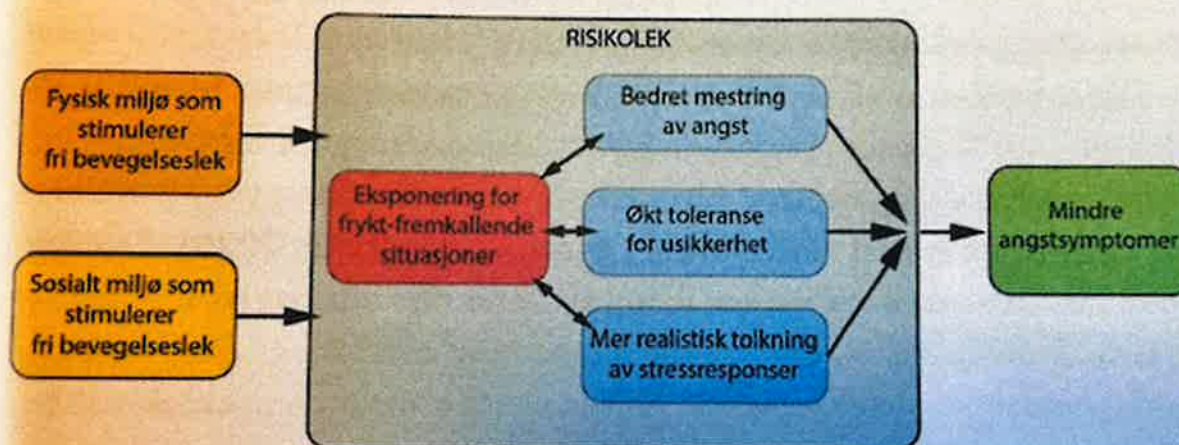 RISIKOLEK
Fysisk miljø som
stimulerer
fri bevegelseslek
Sosialt miljø som
stimulerer
fri bevegelseslek
Eksponering for
frykt-fremkallende
situasjoner
Bedret mestring
av angst
Økt toleranse
for usikkerhet
Mer realistisk tolkning
av stressresponser
Mindre
angstsymptomer